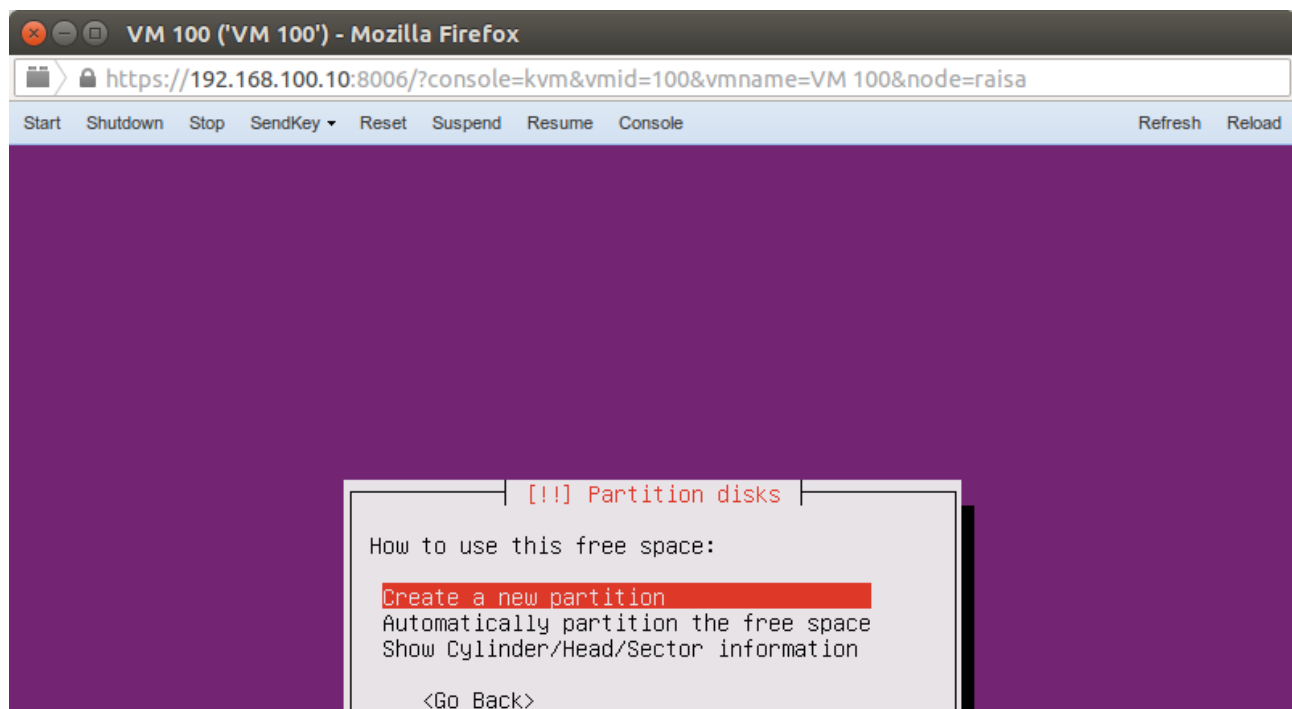 VM 100 ('VM 100') - Mozilla Firefox
https://192.168.100.10:8006/?console=kvm&vmid=100&vmname=VM 100&node=raisa
Start Shutdown Stop SendKey Reset Suspend Resume Console Refresh Reload
[!!] Partition disks
How to use this free space:
Create a new partition
Automatically partition the free space
Show Cylinder/Head/Sector information
<Go Back>